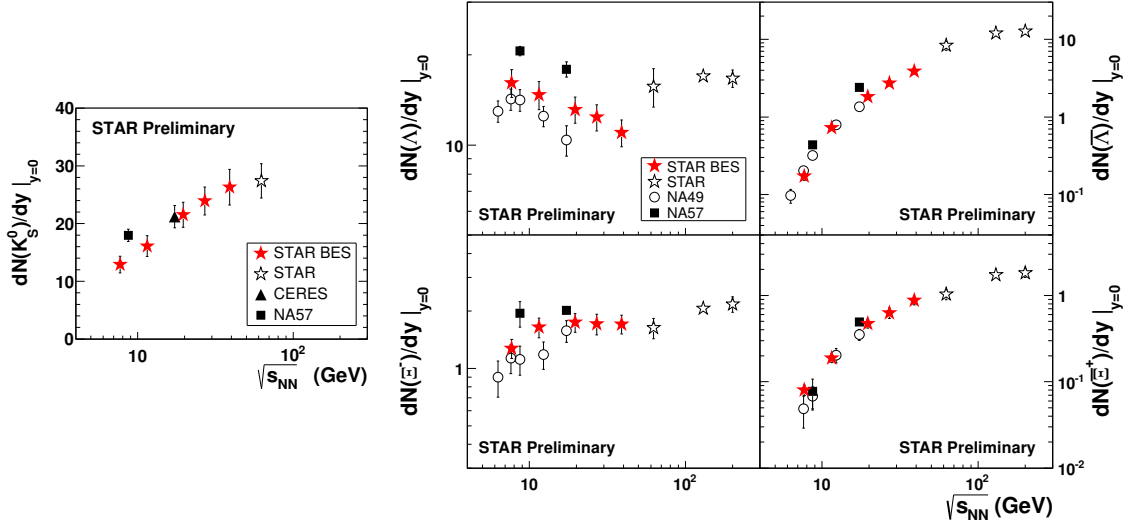 dN(K⁰_S)/dy |y=0
40
30
20
10
0
STAR Preliminary
STAR BES
STAR
CERES
NA57
10
10²
√s_NN (GeV)
dN(Λ)/dy |y=0
10
STAR BES
STAR
NA49
NA57
STAR Preliminary
dN(Λ̅)/dy |y=0
10
1
10⁻¹
STAR Preliminary
dN(Ξ⁻)/dy |y=0
1
STAR Preliminary
10
10²
dN(Ξ̅⁺)/dy |y=0
1
10⁻¹
10⁻²
STAR Preliminary
10
10²
√s_NN (GeV)